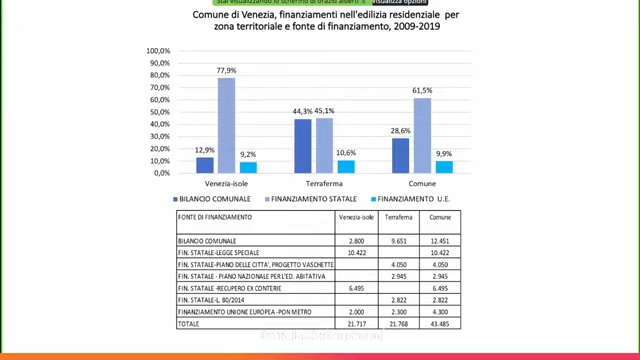 Stai visualizzando lo schermo di orazio alberti
Visualizza opzioni
Comune di Venezia, finanziamenti nell'edilizia residenziale per
zona territoriale e fonte di finanziamento, 2009-2019
100,0%
90,0%
80,0%
70,0%
60,0%
50,0%
40,0%
30,0%
20,0%
10,0%
0,0%
12,9% 77,9% 9,2% 44,3% 45,1% 10,6% 28,6% 61,5% 9,9%
Venezia-isole Terraferma Comune
BILANCIO COMUNALE FINANZIAMENTO STATALE FINANZIAMENTO U.E.
FONTE DI FINANZIAMENTO Venezia-isole Terraferma Comune
BILANCIO COMUNALE 2.800 9.651 12.451
FIN. STATALE-LEGGE SPECIALE 10.422 10.422
FIN. STATALE-PIANO DELLE CITTA', PROGETTO VASCHETTE 4.050 4.050
FIN. STATALE - PIANO NAZIONALE PER L'ED. ABITATIVA 2.945 2.945
FIN. STATALE-RECUPERO EX CONTERIE 6.495 6.495
FIN. STATALE-L. 80/2014 2.822 2.822
FINANZIAMENTO UNIONE EUROPEA -PON METRO 2.000 2.300 4.300
TOTALE 21.717 21.768 43.485